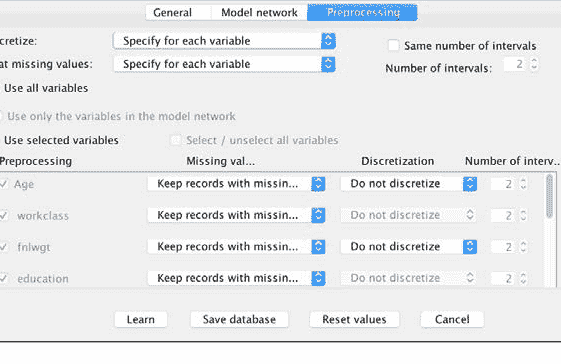 General Model network Preprocessing
cretize: Specify for each variable Same number of intervals
at missing values: Specify for each variable Number of intervals: 2
Use all variables
Use only the variables in the model network
Use selected variables Select / unselect all variables
Preprocessing Missing val... Discretization Number of interv...
Age Keep records with missin... Do not discretize 2
workclass Keep records with missin... Do not discretize 2
fnlwgt Keep records with missin... Do not discretize 2
education Keep records with missin... Do not discretize 2
Learn Save database Reset values Cancel